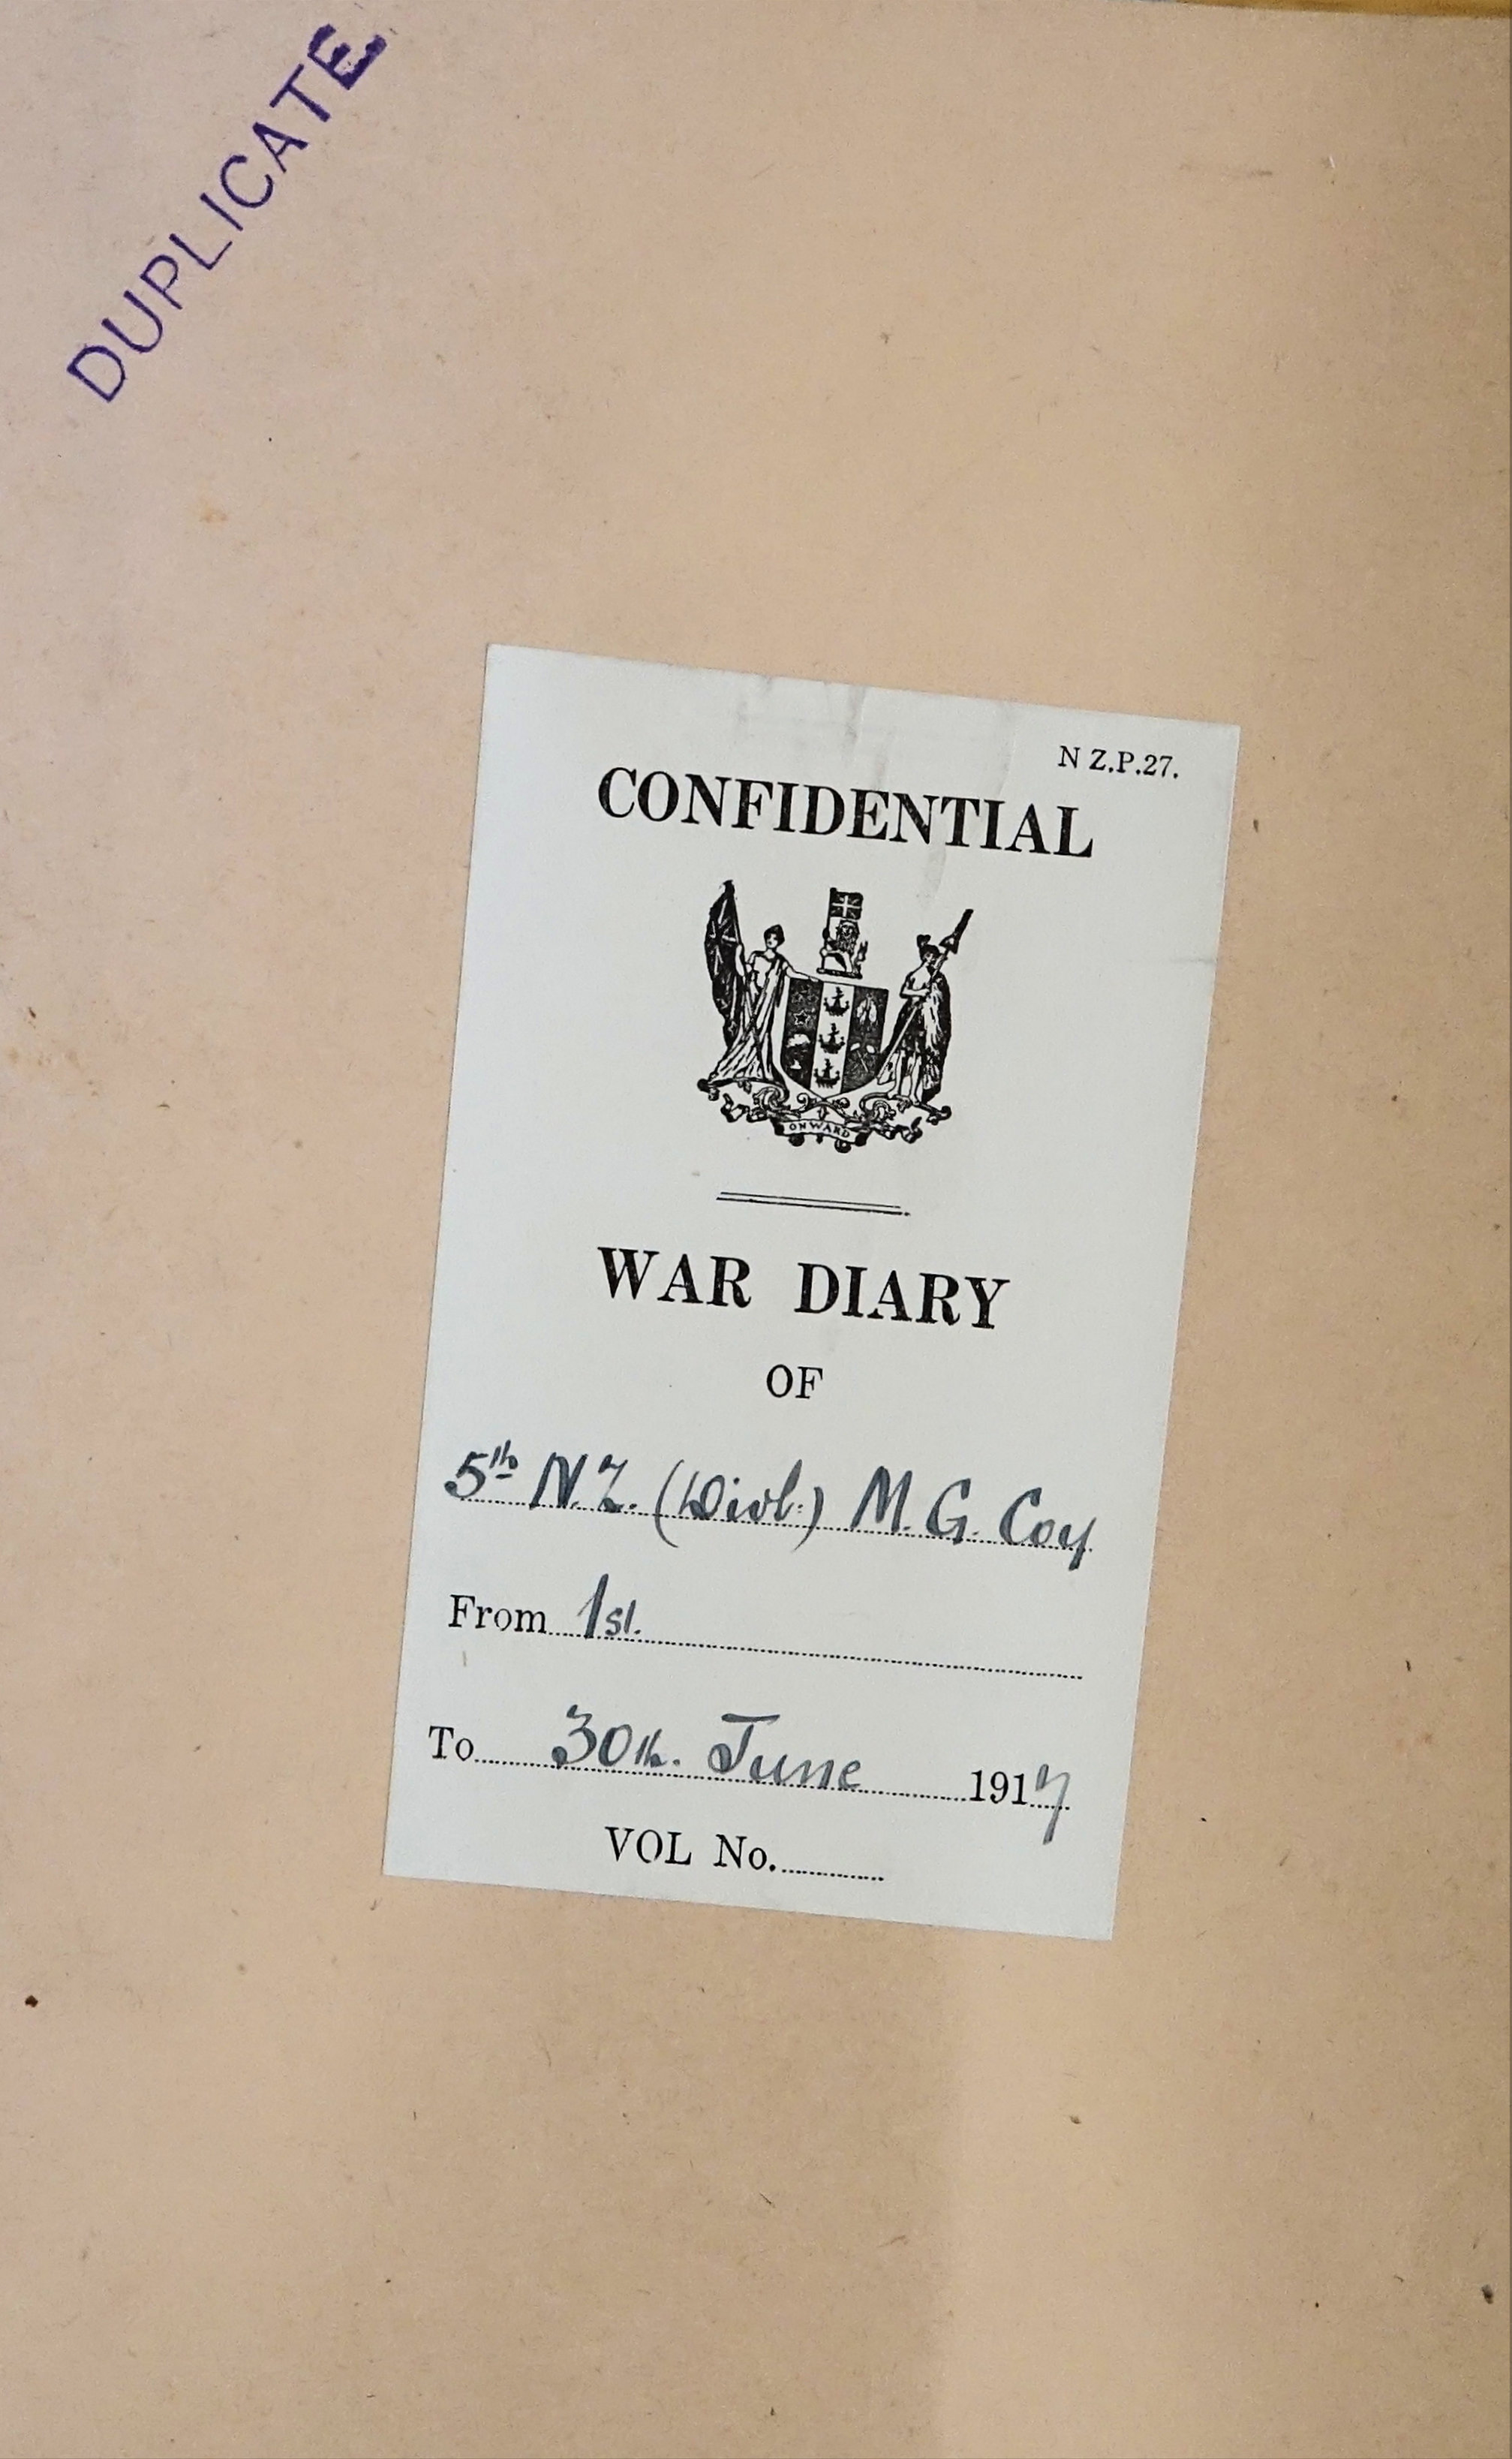 DUPLICATE
N Z.P.27.
CONFIDENTIAL
ONWARD
WAR DIARY
OF
5th N.Z. (Divl.) M.G. Coy
From 1st.
To 30th. June 1917
VOL No.